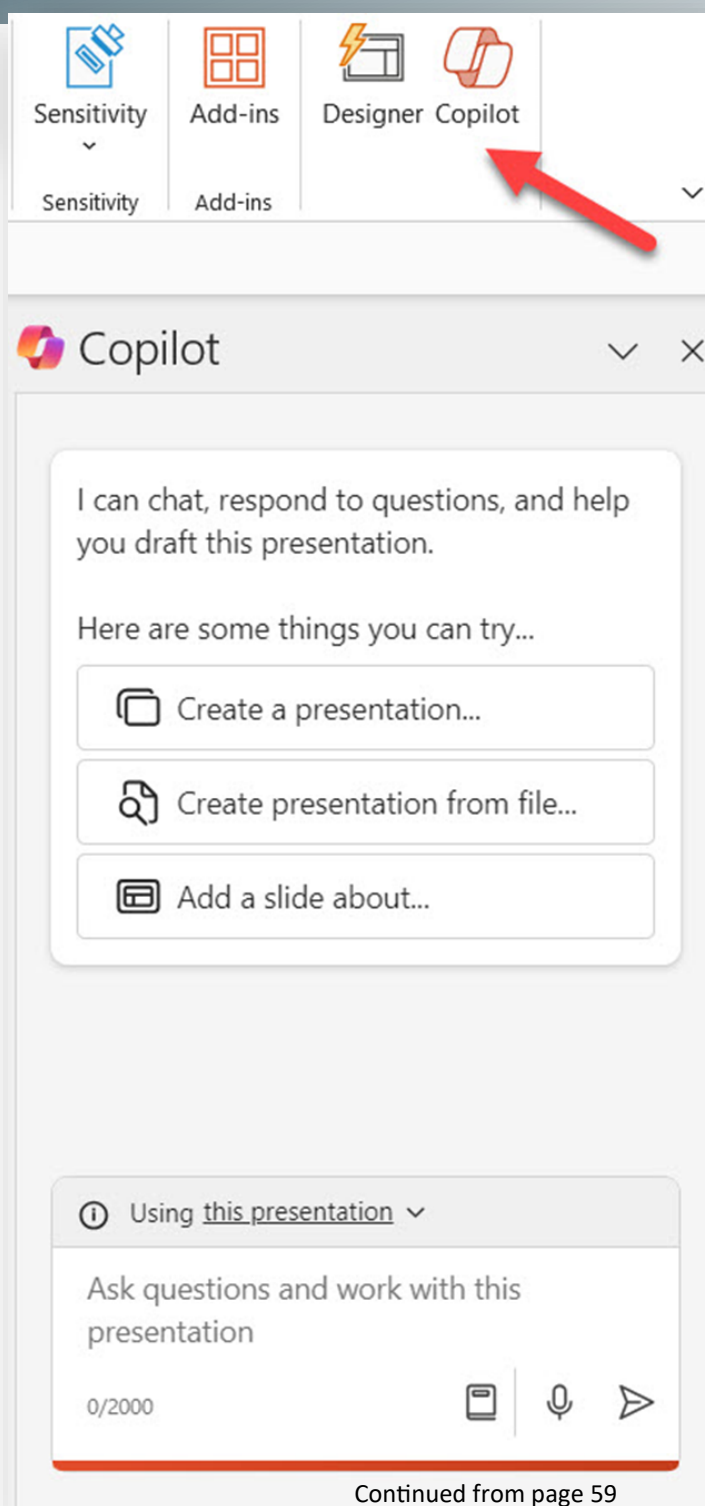 Sensitivity
Add-ins
Designer
Copilot
Sensitivity
Add-ins
Copilot
I can chat, respond to questions, and help
you draft this presentation.
Here are some things you can try...
Create a presentation...
Create presentation from file...
Add a slide about...
Using this presentation
Ask questions and work with this
presentation
0/2000
Continued from page 59